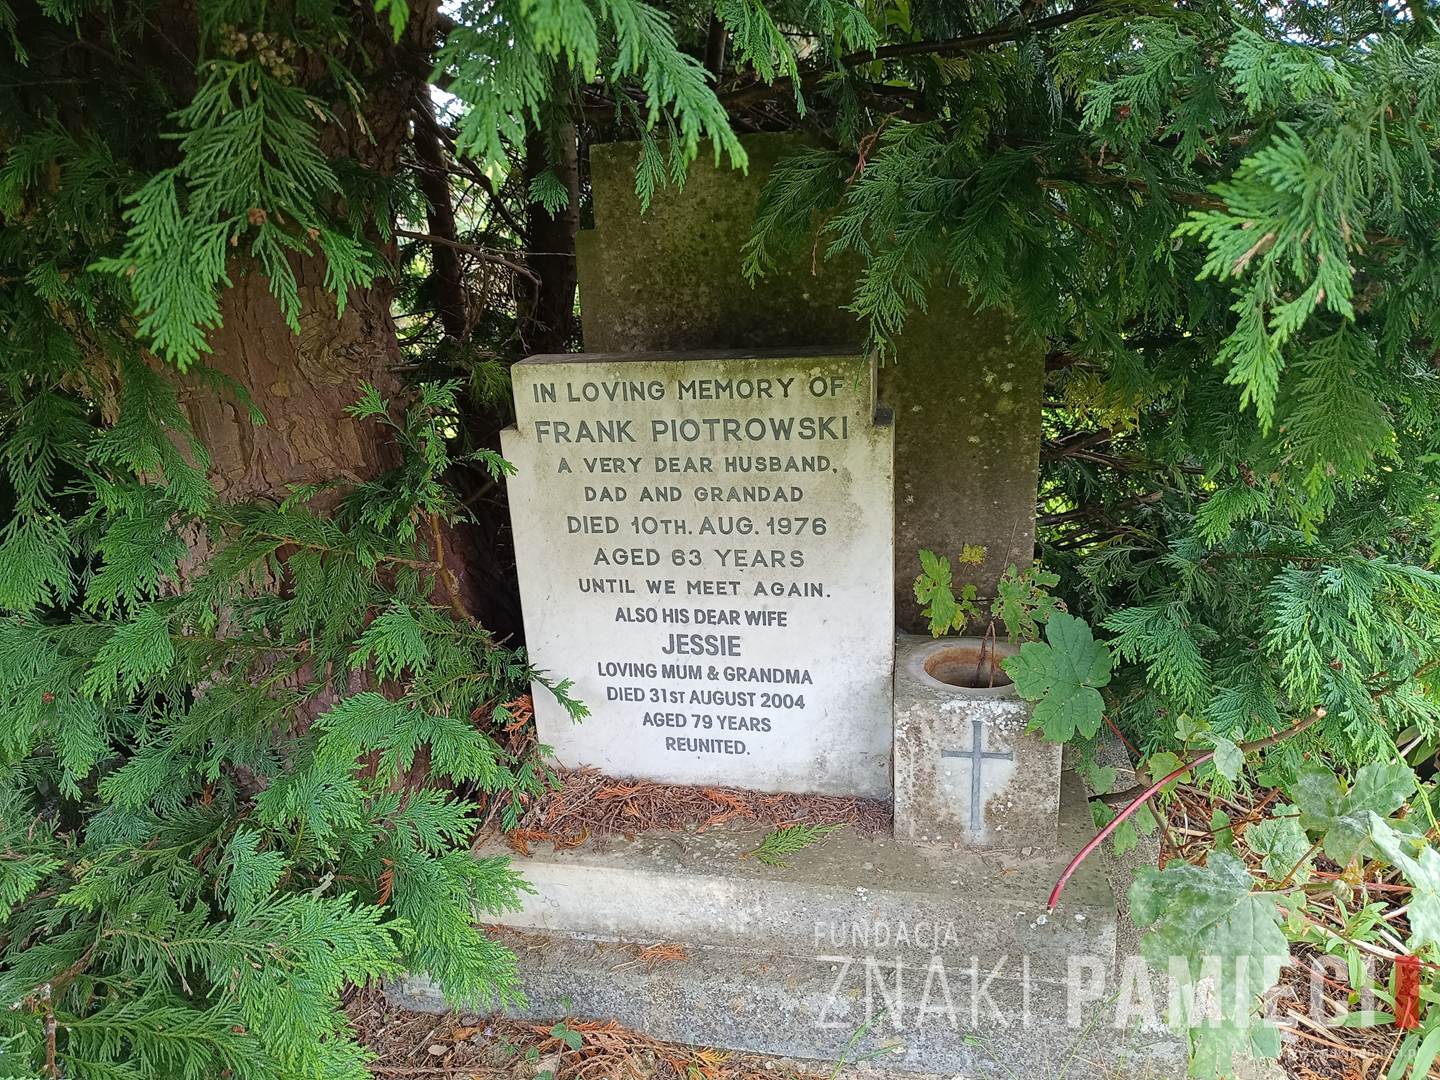 IN LOVING MEMORY OF
FRANK PIOTROWSKI
A VERY DEAR HUSBAND,
DAD AND GRANDAD
DIED 10TH. AUG. 1976
AGED 63 YEARS
UNTIL WE MEET AGAIN.
ALSO HIS DEAR WIFE
JESSIE
LOVING MUM & GRANDMA
DIED 31ST AUGUST 2004
AGED 79 YEARS
REUNITED.
FUNDACJA
ZNAKI PAMIĘCI